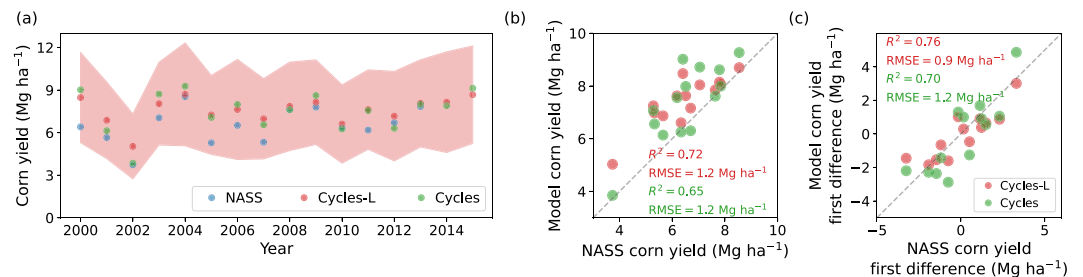 (a)
Corn yield (Mg ha⁻¹)
12
9
6
3
0
2000 2002 2004 2006 2008 2010 2012 2014
Year
NASS Cycles-L Cycles
(b)
Model corn yield (Mg ha⁻¹)
10
8
6
4
4 6 8 10
NASS corn yield (Mg ha⁻¹)
R² = 0.72
RMSE = 1.2 Mg ha⁻¹
R² = 0.65
RMSE = 1.2 Mg ha⁻¹
(c)
Model corn yield
first difference (Mg ha⁻¹)
6
4
2
0
−2
−4
−5 0 5
NASS corn yield
first difference (Mg ha⁻¹)
R² = 0.76
RMSE = 0.9 Mg ha⁻¹
R² = 0.70
RMSE = 1.2 Mg ha⁻¹
Cycles-L
Cycles